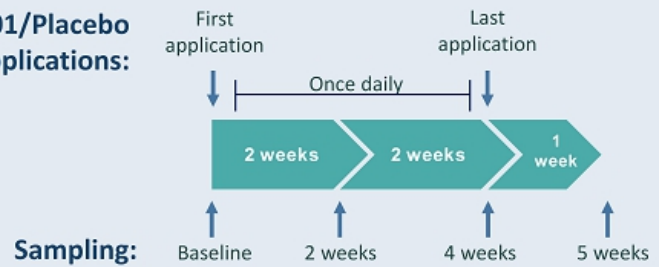 01/Placebo
plications:
First
application
Last
application
Once daily
2 weeks
2 weeks
1
week
Sampling:
Baseline
2 weeks
4 weeks
5 weeks